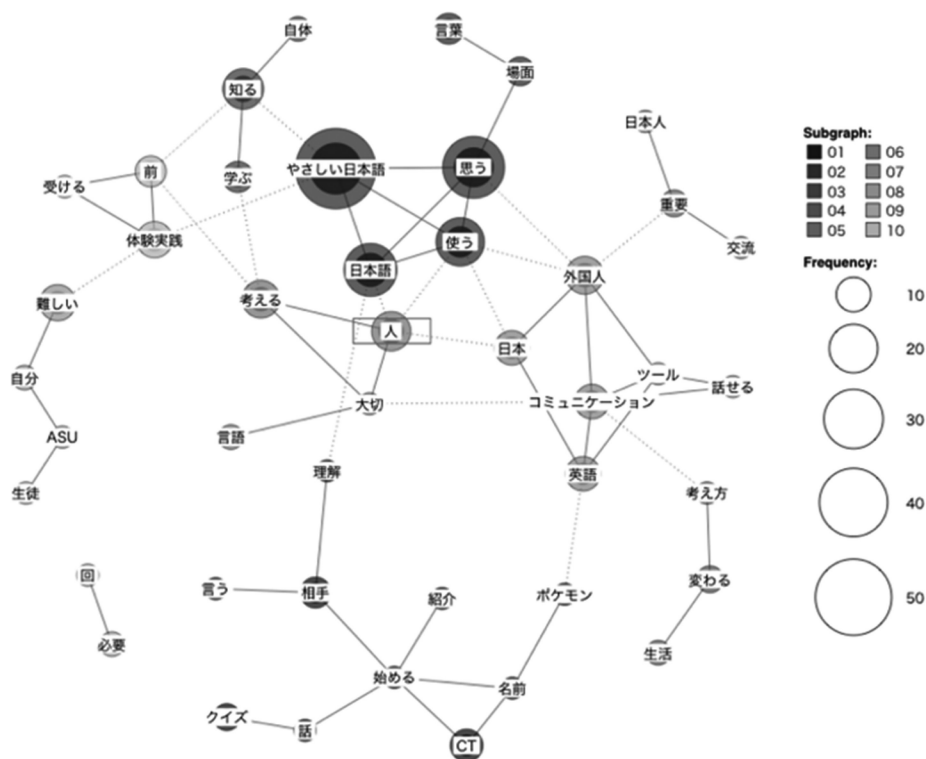 自体
言葉
場面
知る
日本人
やさしい日本語
思う
前
学ぶ
受ける
重要
体験実践
使う
交流
日本語
外国人
難しい
考える
人
日本
自分
ツール
話せる
大切
コミュニケーション
ASU
言語
理解
英語
生徒
考え方
回
言う
相手
紹介
ポケモン
変わる
必要
生活
始める
名前
クイズ
話
CT
Subgraph:
01 06
02 07
03 08
04 09
05 10
Frequency:
10
20
30
40
50